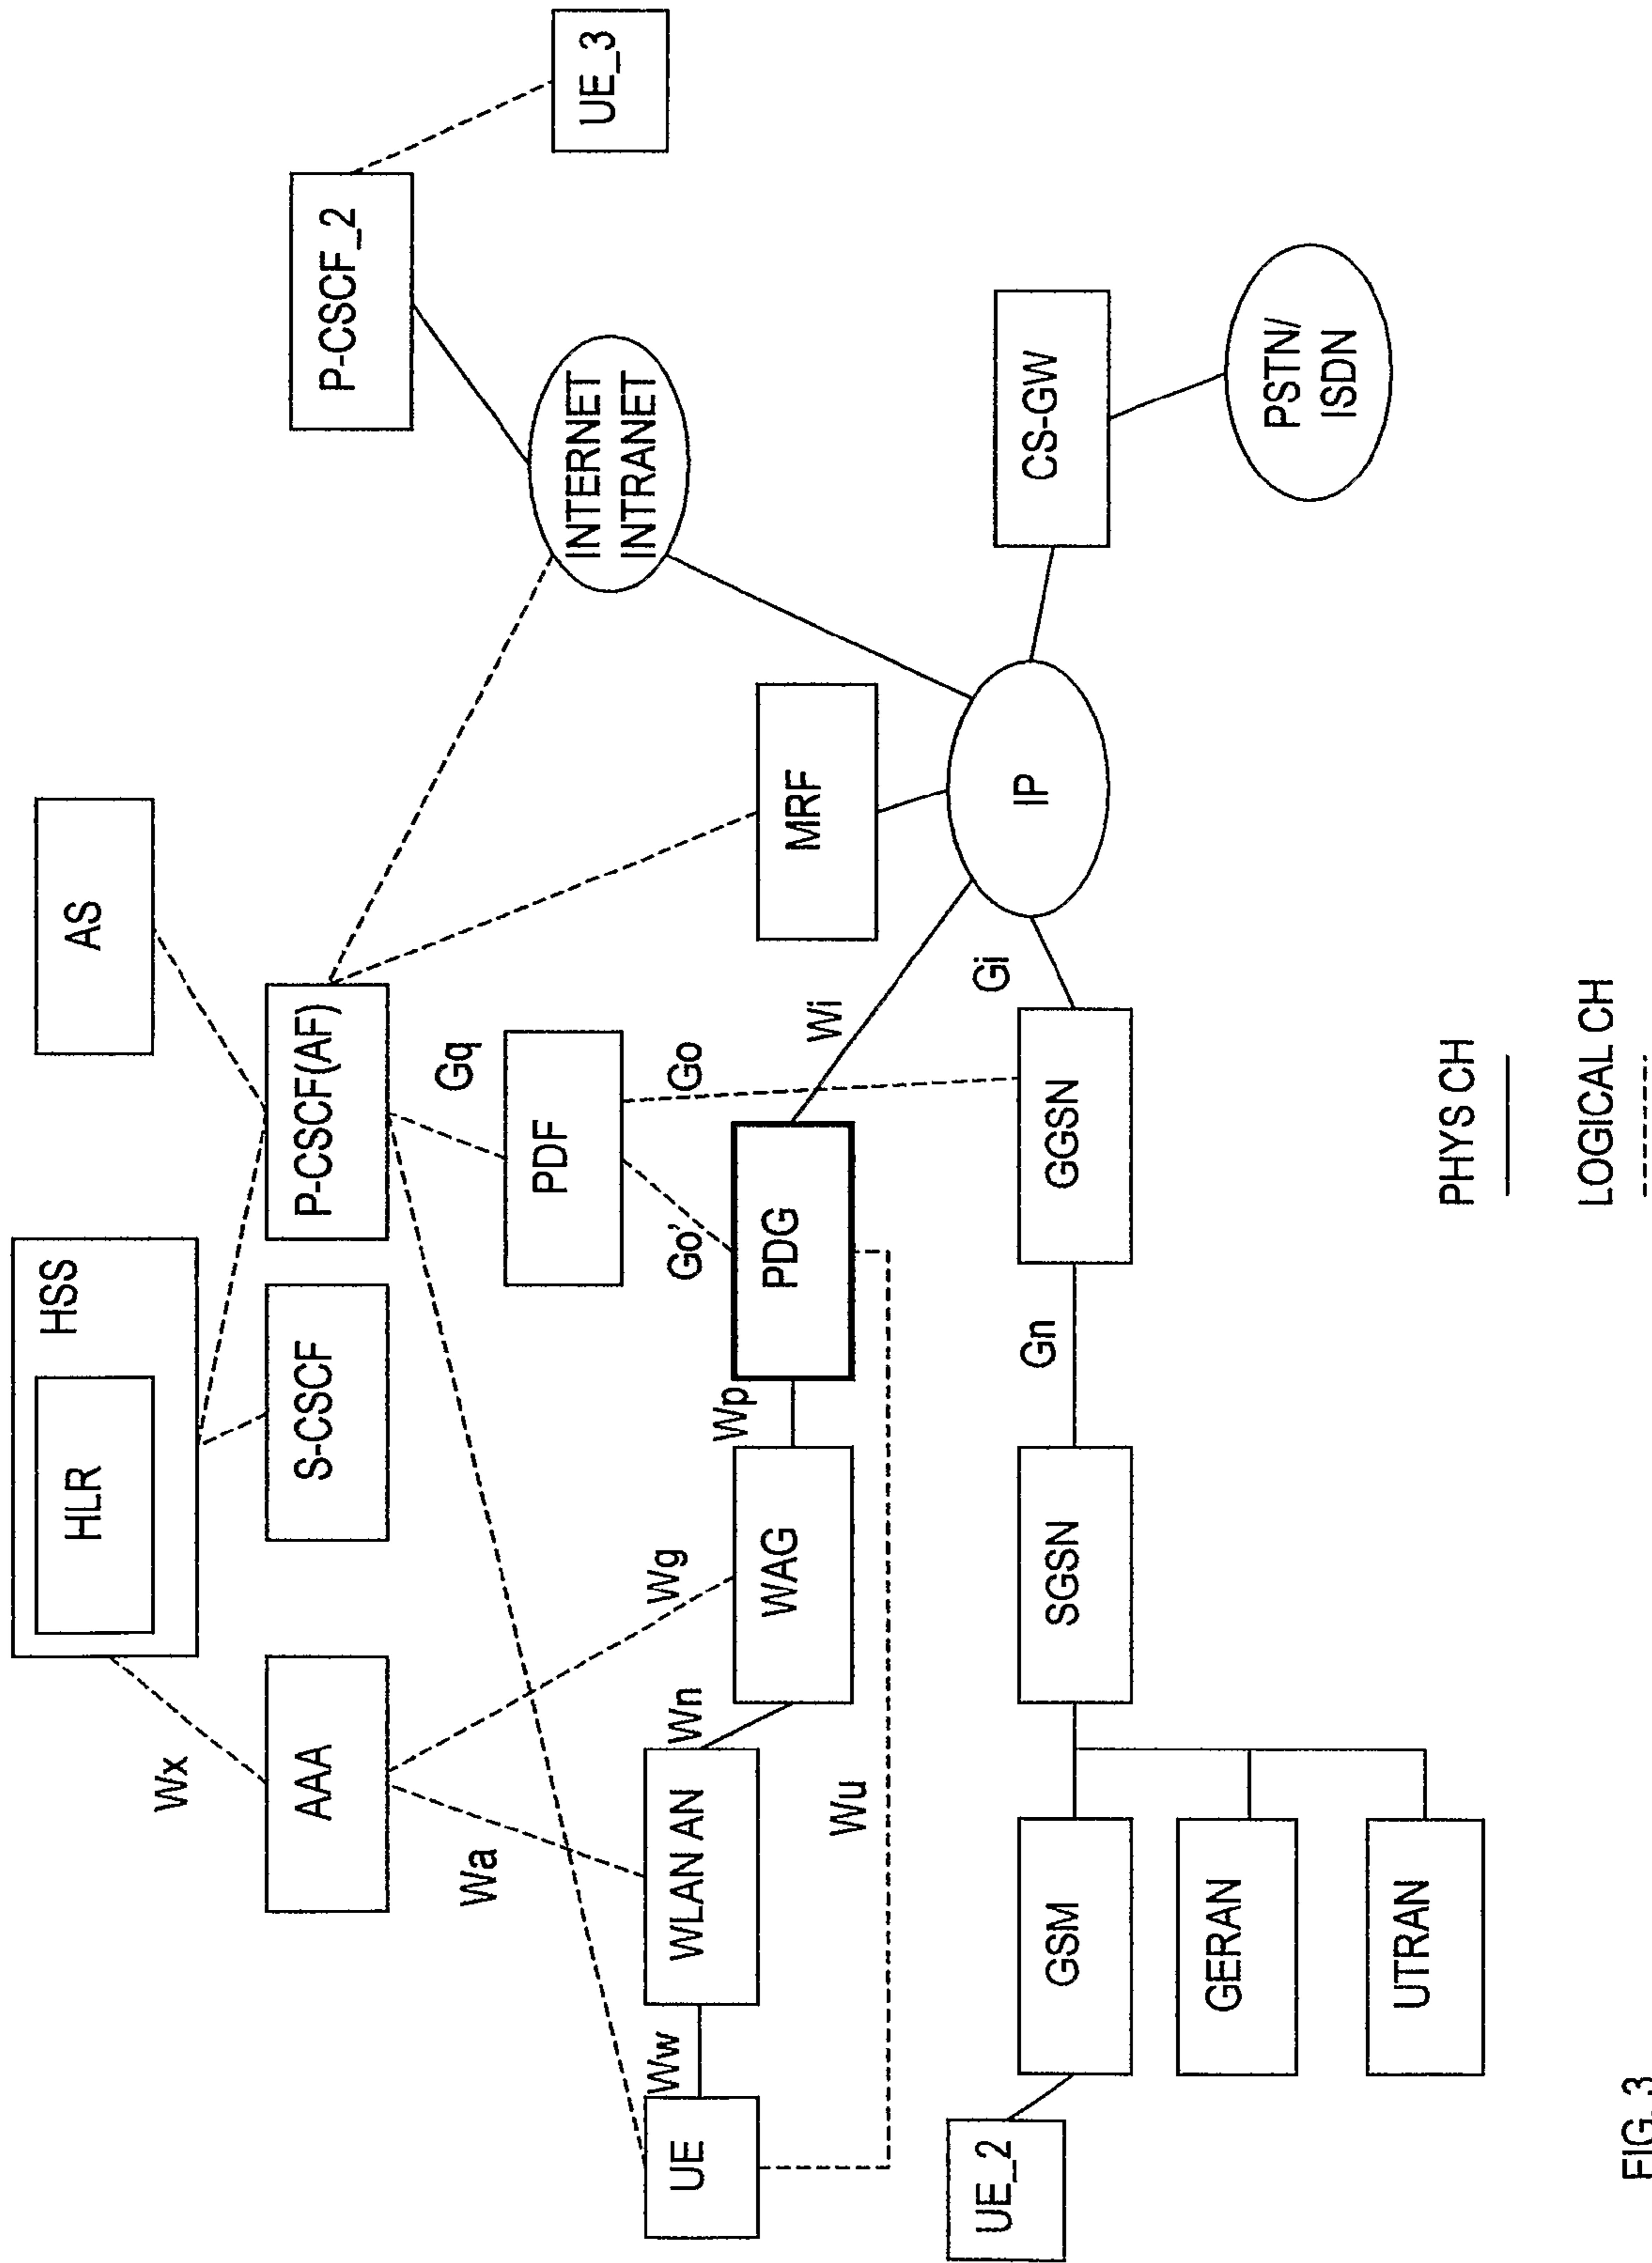 HSS
HLR
AS
Wx
AAA
S-CSCF
P-CSCF(AF)
P-CSCF_2
Wa
Wg
Gq
PDF
Go'
Go
INTERNET
INTRANET
UE_3
UE
Ww
WLAN AN
Wn
WAG
Wp
PDG
Wi
MRF
Wu
UE_2
GSM
GERAN
UTRAN
SGSN
Gn
GGSN
Gi
IP
CS-GW
PSTN/
ISDN
PHYS CH
LOGICAL CH
FIG. 3